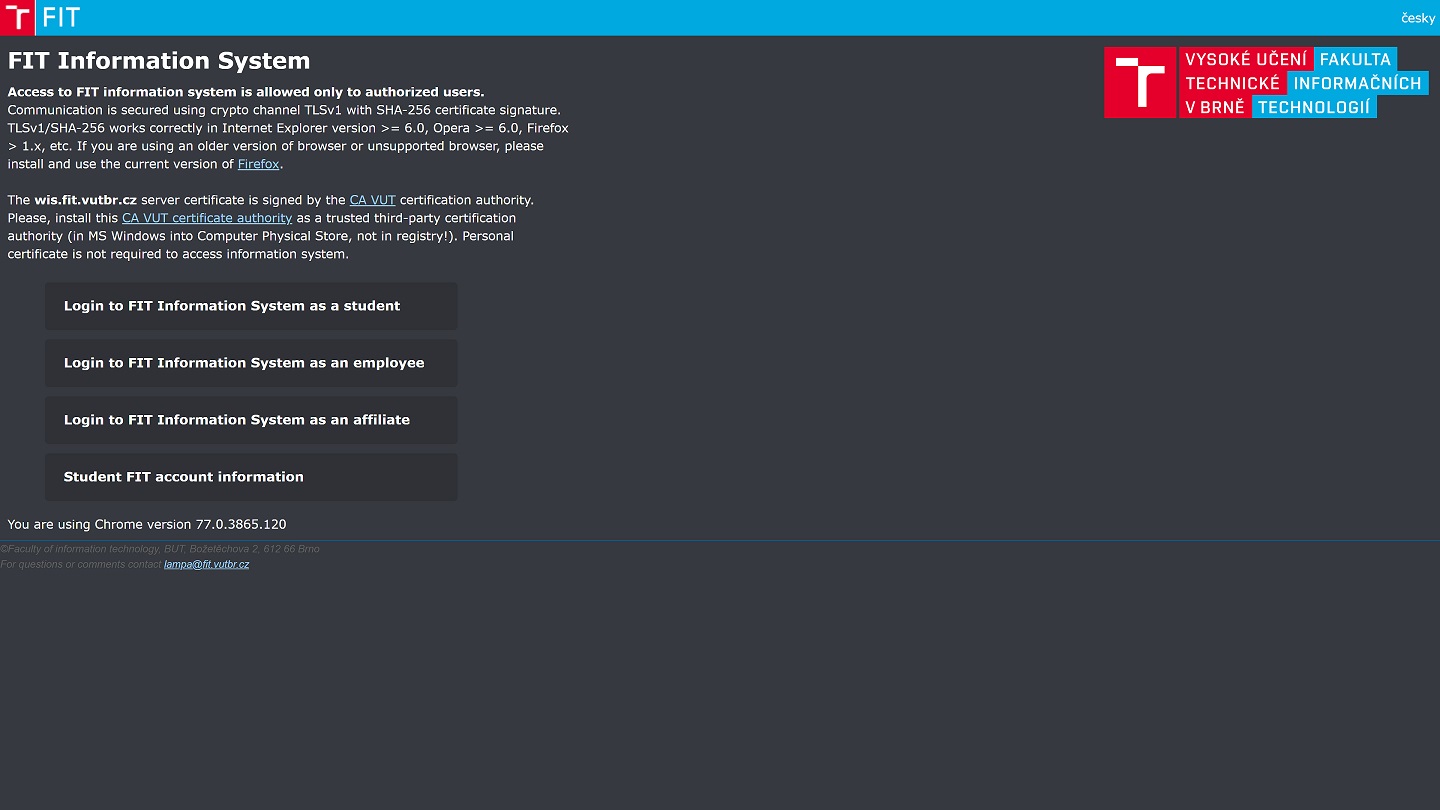 FIT
česky
FIT Information System
VYSOKÉ UČENÍ FAKULTA
TECHNICKÉ INFORMAČNÍCH
V BRNĚ TECHNOLOGIÍ
Access to FIT information system is allowed only to authorized users.
Communication is secured using crypto channel TLSv1 with SHA-256 certificate signature.
TLSv1/SHA-256 works correctly in Internet Explorer version >= 6.0, Opera >= 6.0, Firefox
> 1.x, etc. If you are using an older version of browser or unsupported browser, please
install and use the current version of Firefox.
The wis.fit.vutbr.cz server certificate is signed by the CA VUT certification authority.
Please, install this CA VUT certificate authority as a trusted third-party certification
authority (in MS Windows into Computer Physical Store, not in registry!). Personal
certificate is not required to access information system.
Login to FIT Information System as a student
Login to FIT Information System as an employee
Login to FIT Information System as an affiliate
Student FIT account information
You are using Chrome version 77.0.3865.120
©Faculty of information technology, BUT, Božetěchova 2, 612 66 Brno
For questions or comments contact lampa@fit.vutbr.cz